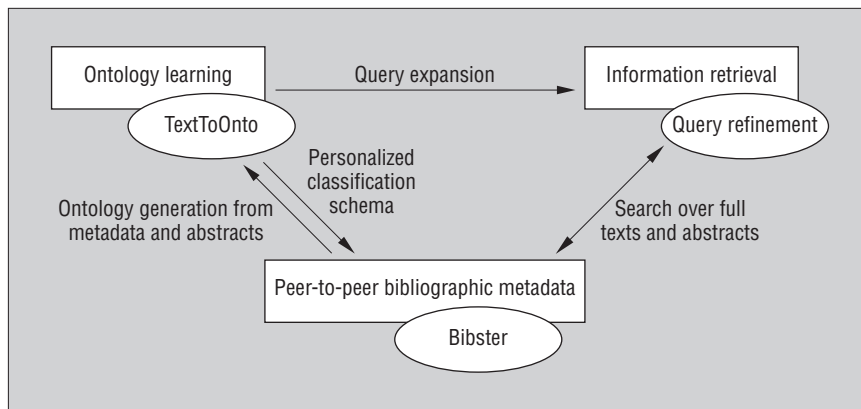 Ontology learning
TextToOnto
Query expansion
Information retrieval
Query refinement
Personalized
classification
schema
Ontology generation from
metadata and abstracts
Search over full
texts and abstracts
Peer-to-peer bibliographic metadata
Bibster